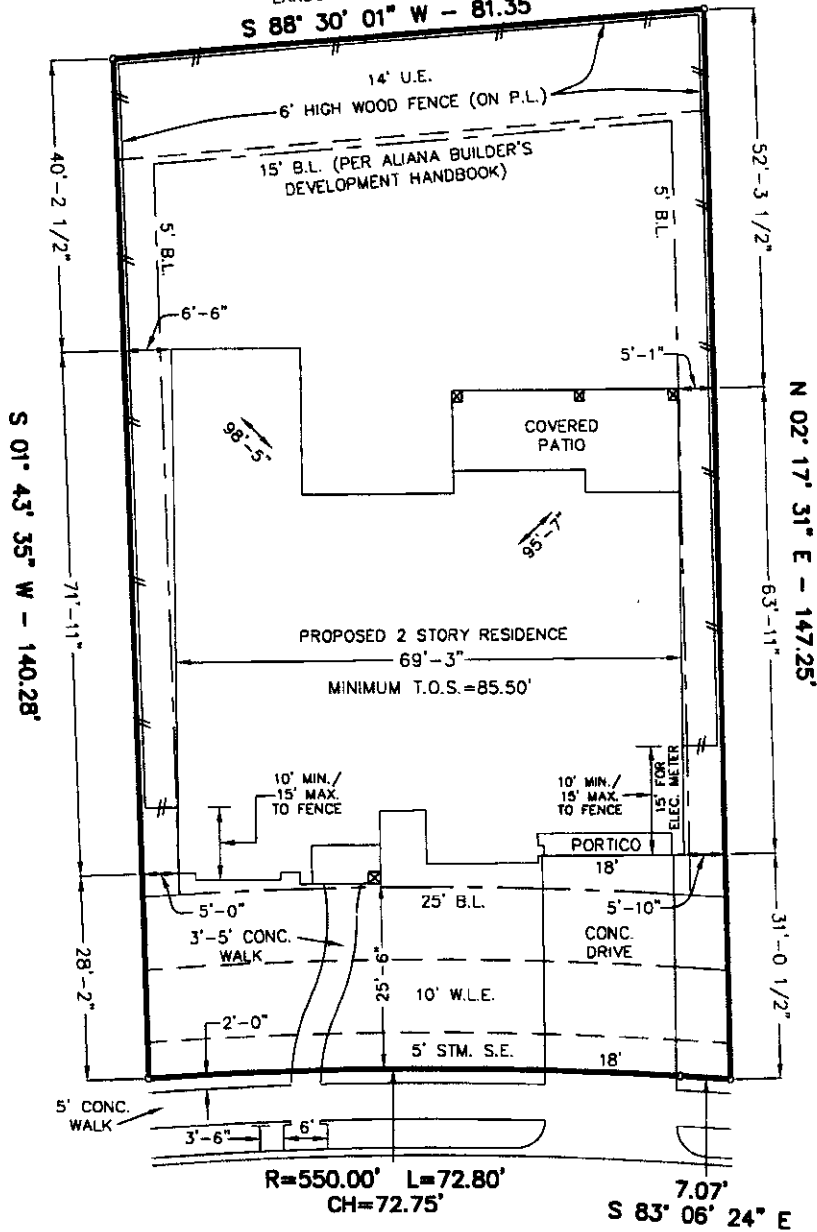 S 88° 30' 01" W - 81.35'
14' U.E.
6' HIGH WOOD FENCE (ON P.L.)
15' B.L. (PER ALIANA BUILDER'S
DEVELOPMENT HANDBOOK)
40'-2 1/2"
52'-3 1/2"
5' B.L.
5' B.L.
6'-6"
5'-1"
COVERED
PATIO
98'-5"
95'-7"
S 01° 43' 35" W - 140.28'
N 02° 17' 31" E - 147.25'
71'-11"
63'-11"
PROPOSED 2 STORY RESIDENCE
69'-3"
MINIMUM T.O.S.=85.50'
10' MIN./
15' MAX.
TO FENCE
10' MIN./
15' MAX.
TO FENCE
15' FOR
ELEC. METER
PORTICO
18'
5'-0"
25' B.L.
5'-10"
3'-5' CONC.
WALK
CONC.
DRIVE
28'-2"
25'-6"
31'-0 1/2"
10' W.L.E.
2'-0"
5' STM. S.E.
18'
5' CONC.
WALK
3'-6"
6'
R=550.00' L=72.80'
CH=72.75'
7.07'
S 83° 06' 24" E